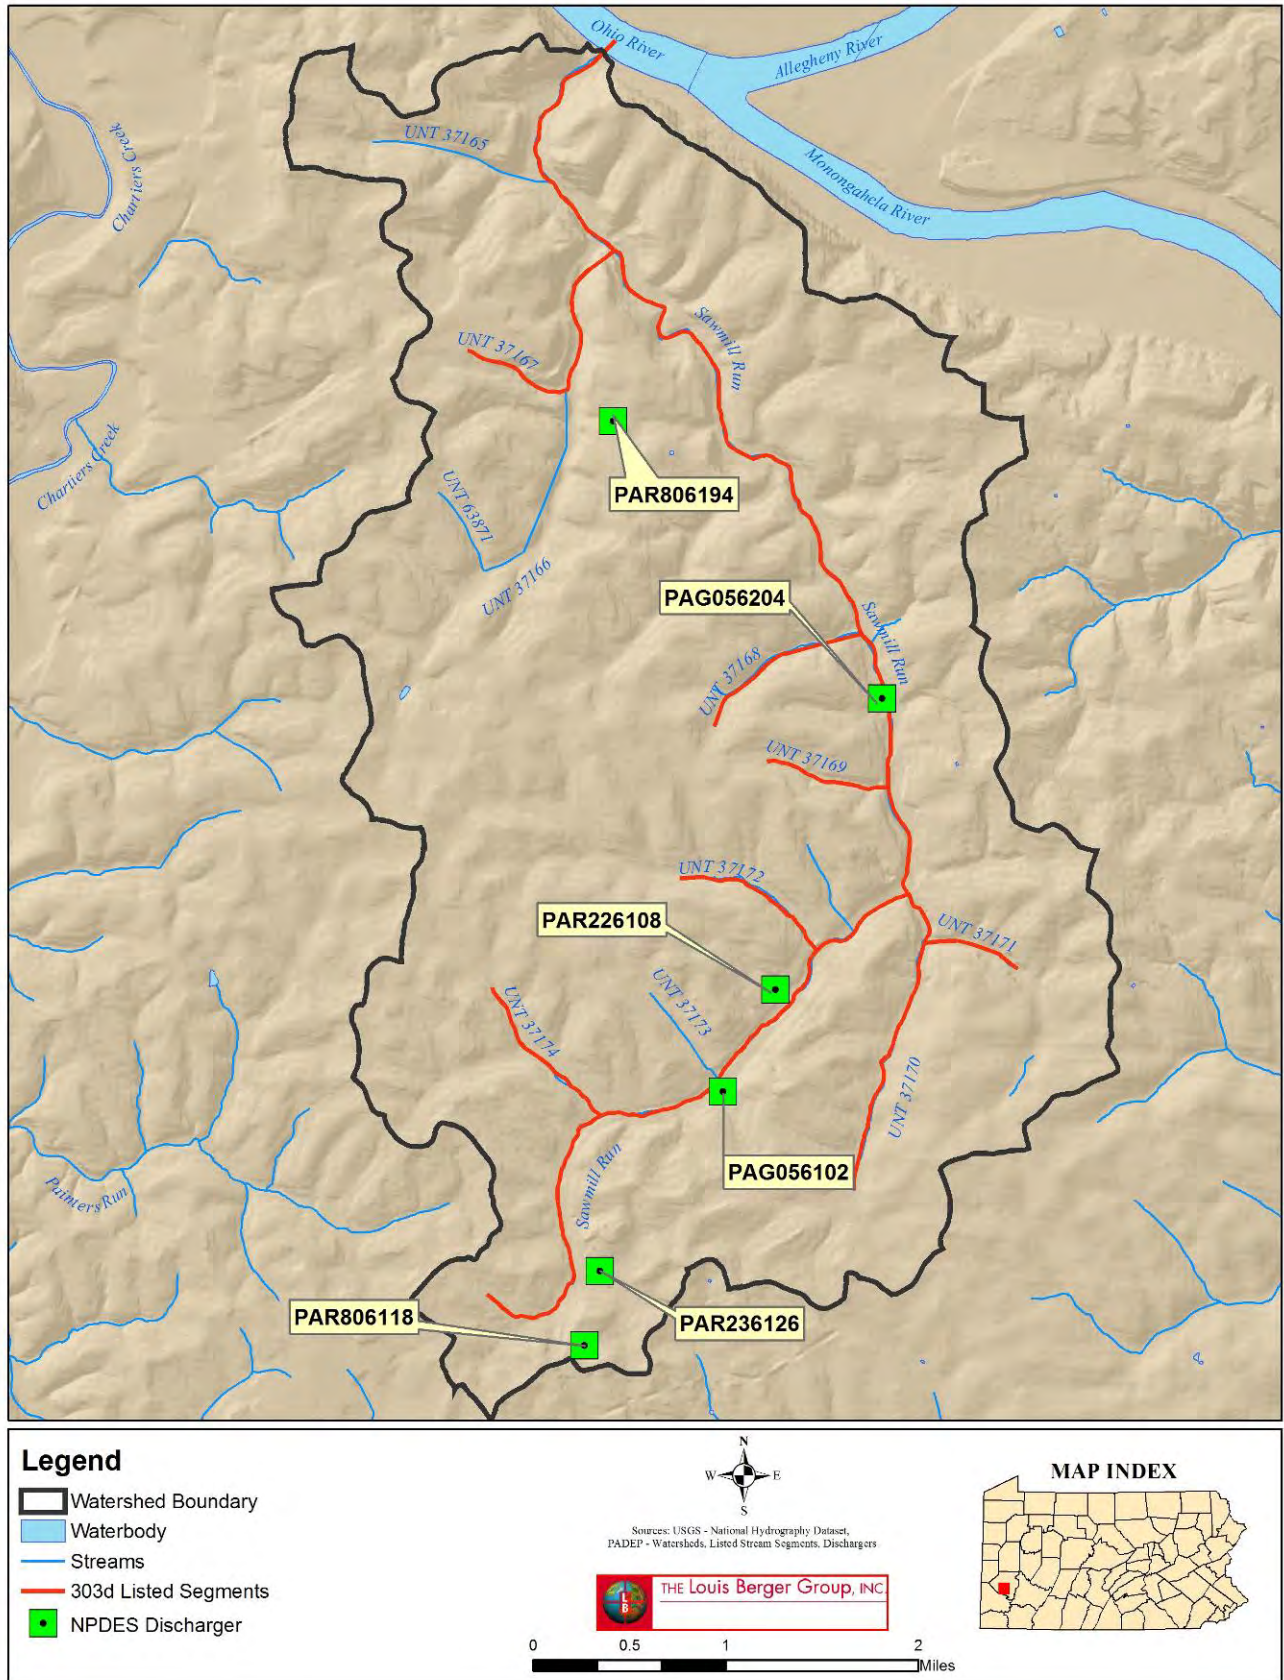 Ohio River
Allegheny River
Monongahela River
Chartiers Creek
UNT 37165
Sawmill Run
UNT 37167
Chartiers Creek
PAR806194
UNT 63871
UNT 37166
PAG056204
Sawmill Run
UNT 37168
UNT 37169
UNT 37172
PAR226108
UNT 37171
UNT 37173
UNT 37174
UNT 37170
PAG056102
Sawmill Run
Painters Run
PAR806118
PAR236126
Legend
Watershed Boundary
Waterbody
Streams
303d Listed Segments
NPDES Discharger
N
W
E
S
Sources: USGS - National Hydrography Dataset,
PADEP - Watersheds, Listed Stream Segments, Dischargers
L
B
THE Louis Berger Group, INC.
0 0.5 1 2
Miles
MAP INDEX